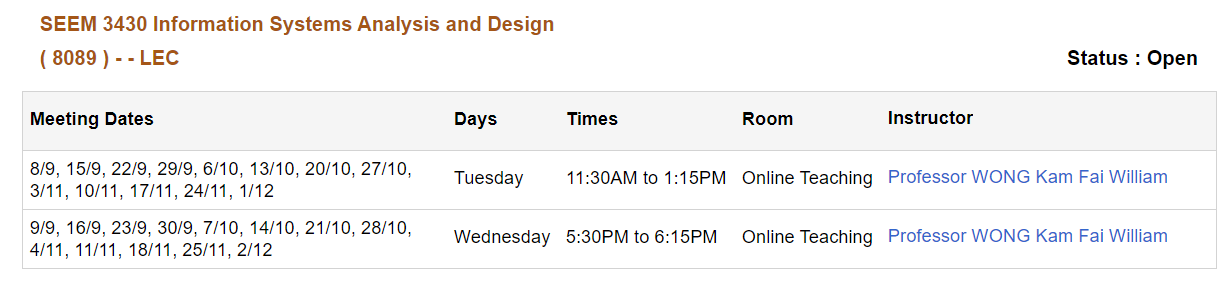 SEEM 3430 Information Systems Analysis and Design
( 8089 ) - - LEC
Status : Open
Meeting Dates Days Times Room Instructor
8/9, 15/9, 22/9, 29/9, 6/10, 13/10, 20/10, 27/10,
3/11, 10/11, 17/11, 24/11, 1/12
Tuesday 11:30AM to 1:15PM Online Teaching Professor WONG Kam Fai William
9/9, 16/9, 23/9, 30/9, 7/10, 14/10, 21/10, 28/10,
4/11, 11/11, 18/11, 25/11, 2/12
Wednesday 5:30PM to 6:15PM Online Teaching Professor WONG Kam Fai William